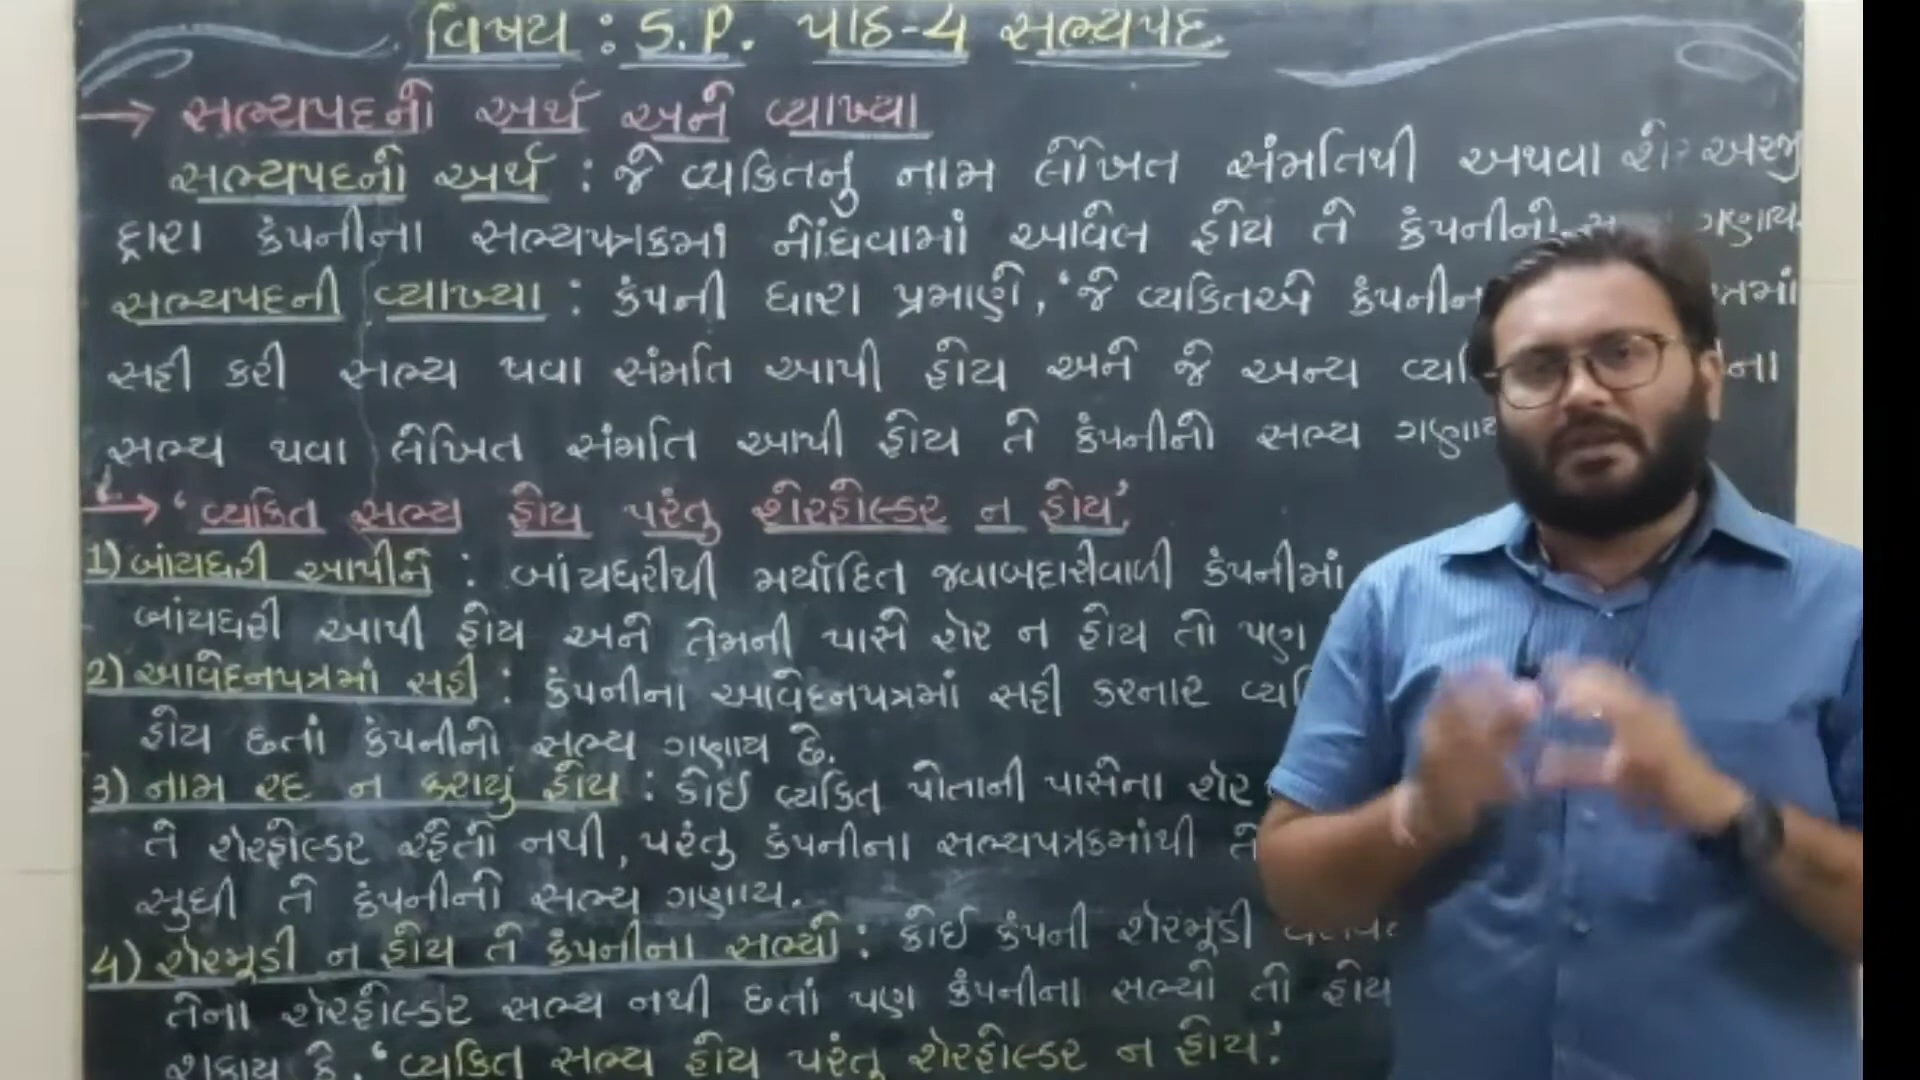 વિષય : S.P. પાઠ-4 સભ્યપદ
→ સભ્યપદનો અર્થ અને વ્યાખ્યા
સભ્યપદનો અર્થ : જે વ્યકિતનું નામ લેખિત સંમતિથી અથવા શેર અરજી
દ્વારા કંપનીના સભ્યપત્રકમાં નોંધવામાં આવેલ હોય તે કંપનીનો ગણાય.
સભ્યપદની વ્યાખ્યા : કંપની ધારા પ્રમાણે, ‘જે વ્યકિતએ કંપનીના
સહી કરી સભ્ય થવા સંમતિ આપી હોય અને જે અન્ય
સભ્ય થવા લેખિત સંમતિ આપી હોય તે કંપનીનો સભ્ય ગણાય
→ ‘વ્યકિત સભ્ય હોય પરંતુ શેરહોલ્ડર ન હોય’
1) બાંયધરી આપીને : બાંયધરીથી મર્યાદિત જવાબદારીવાળી કંપનીમાં
બાંયધરી આપી હોય અને તેમની પાસે શેર ન હોય તો પણ
2) આવેદનપત્રમાં સહી : કંપનીના આવેદનપત્રમાં સહી કરનાર
હોય છતાં કંપનીનો સભ્ય ગણાય છે.
3) નામ રદ ન કરાયું હોય : કોઈ વ્યકિત પોતાની પાસેના શેર
તે શેરહોલ્ડર રહેતો નથી, પરંતુ કંપનીના સભ્યપત્રકમાંથી
સુધી તે કંપનીનો સભ્ય ગણાય.
4) શેરમૂડી ન હોય તે કંપનીના સભ્યો : કોઈ કંપની શેરમૂડી
તેના શેરહોલ્ડર સભ્ય નથી છતાં પણ કંપનીના સભ્યો તો હોય
શકાય કે, ‘વ્યકિત સભ્ય હોય પરંતુ શેરહોલ્ડર ન હોય.’